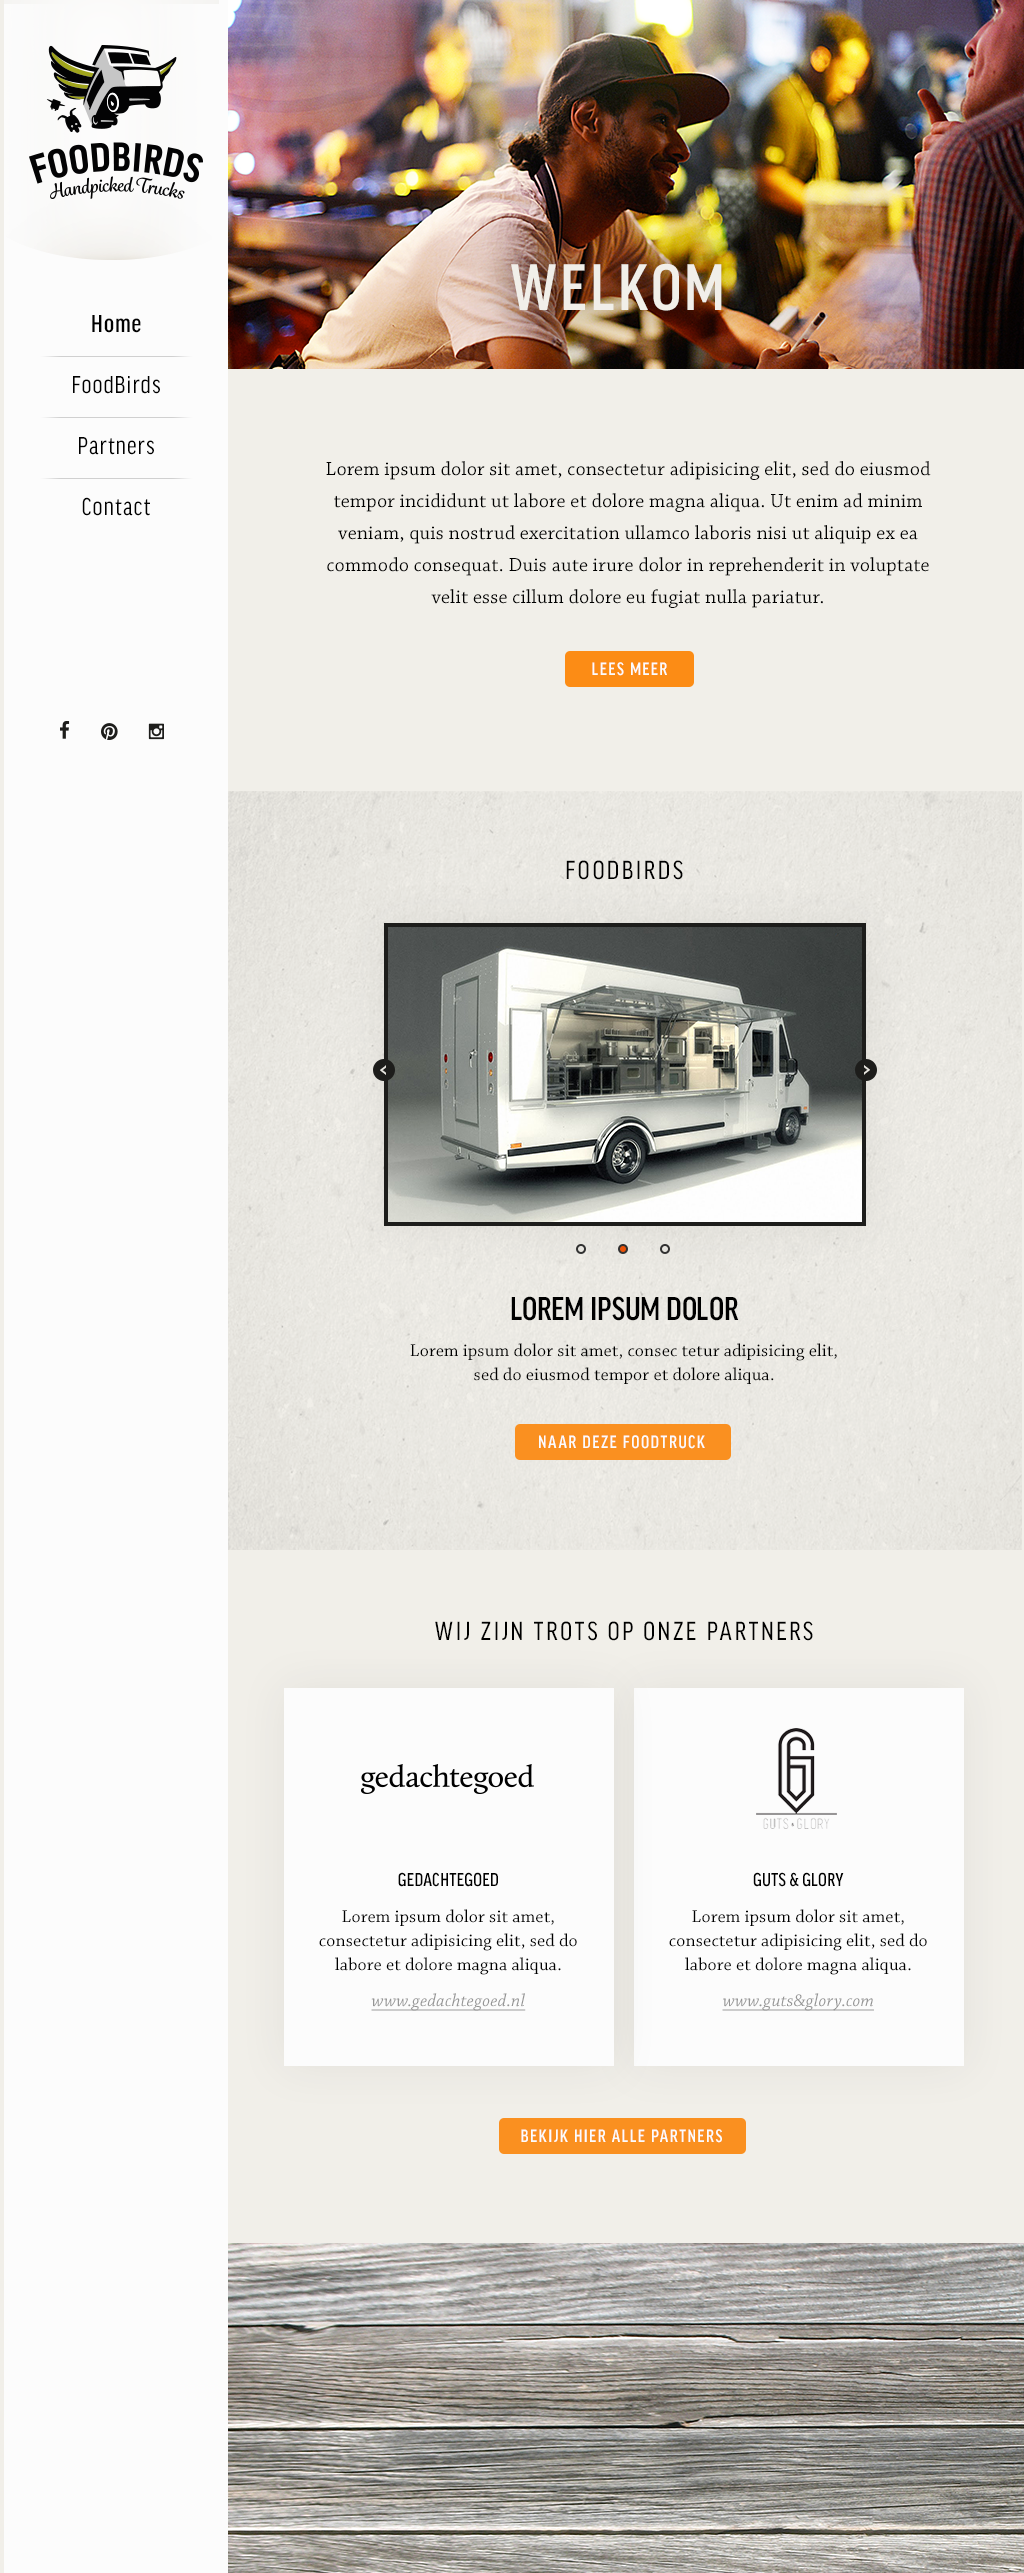 FOODBIRDS
Handpicked Trucks
Home
FoodBirds
Partners
Contact
WELKOM
Lorem ipsum dolor sit amet, consectetur adipisicing elit, sed do eiusmod
tempor incididunt ut labore et dolore magna aliqua. Ut enim ad minim
veniam, quis nostrud exercitation ullamco laboris nisi ut aliquip ex ea
commodo consequat. Duis aute irure dolor in reprehenderit in voluptate
velit esse cillum dolore eu fugiat nulla pariatur.
LEES MEER
FOODBIRDS
LOREM IPSUM DOLOR
Lorem ipsum dolor sit amet, consec tetur adipisicing elit,
sed do eiusmod tempor et dolore aliqua.
NAAR DEZE FOODTRUCK
WIJ ZIJN TROTS OP ONZE PARTNERS
gedachtegoed
GEDACHTEGOED
Lorem ipsum dolor sit amet,
consectetur adipisicing elit, sed do
labore et dolore magna aliqua.
www.gedachtegoed.nl
GUTS GLORY
GUTS & GLORY
Lorem ipsum dolor sit amet,
consectetur adipisicing elit, sed do
labore et dolore magna aliqua.
www.guts&glory.com
BEKIJK HIER ALLE PARTNERS